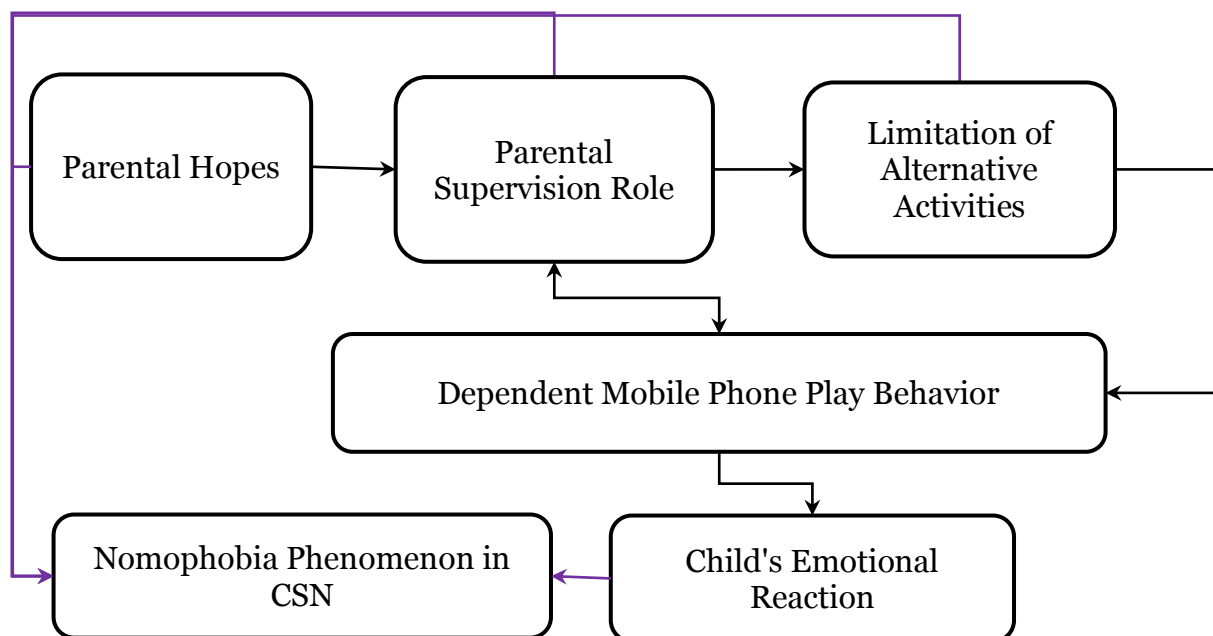 Parental Hopes
Parental
Supervision Role
Limitation of
Alternative
Activities
Dependent Mobile Phone Play Behavior
Nomophobia Phenomenon in
CSN
Child's Emotional
Reaction